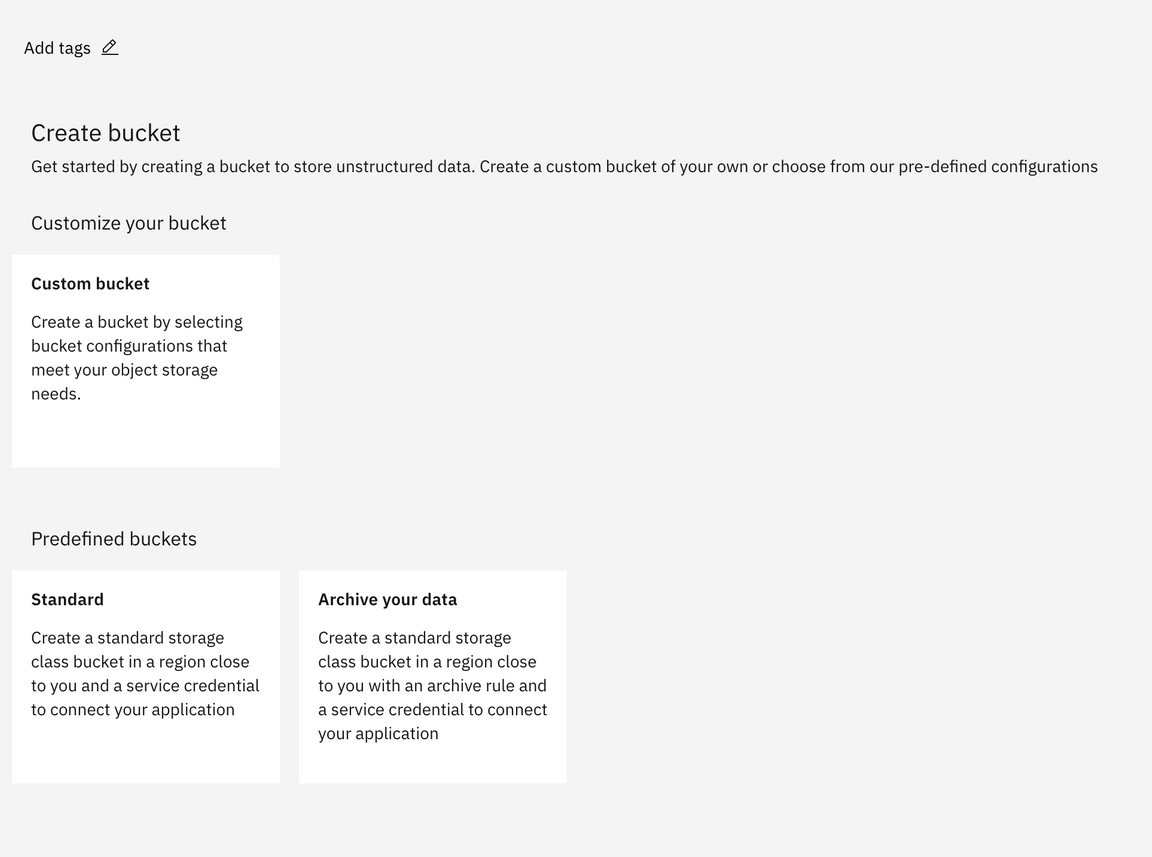 Add tags
Create bucket
Get started by creating a bucket to store unstructured data. Create a custom bucket of your own or choose from our pre-defined configurations
Customize your bucket
Custom bucket
Create a bucket by selecting
bucket configurations that
meet your object storage
needs.
Predefined buckets
Standard
Create a standard storage
class bucket in a region close
to you and a service credential
to connect your application
Archive your data
Create a standard storage
class bucket in a region close
to you with an archive rule and
a service credential to connect
your application